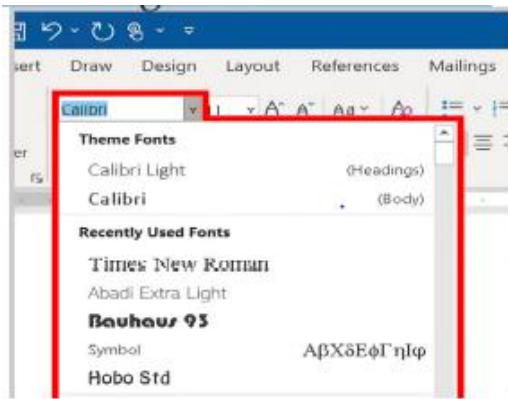 sert Draw Design Layout References Mailings
Calibri
er
Theme Fonts
Calibri Light (Headings)
Calibri (Body)
Recently Used Fonts
Times New Roman
Abadi Extra Light
Bauhaus 93
Symbol ΑβΧδΕφΓηΙφ
Hobo Std